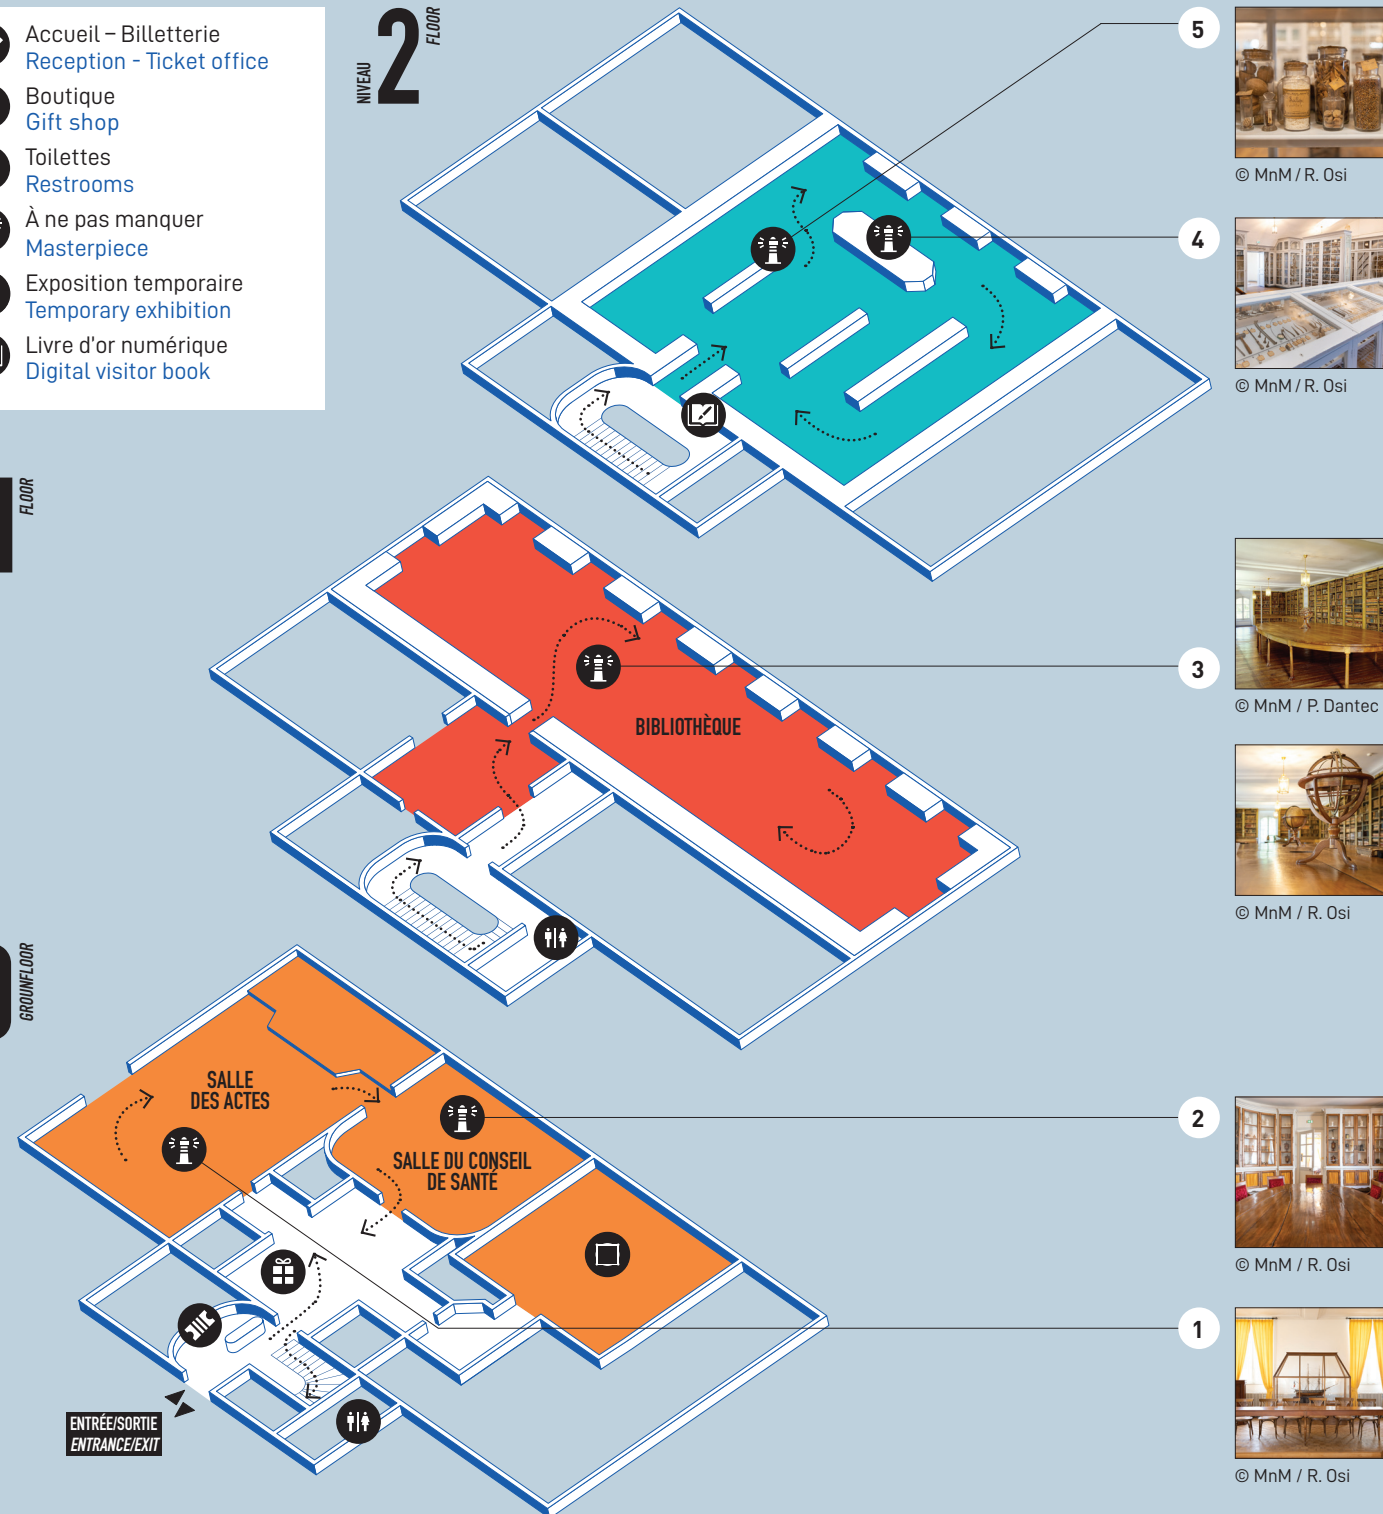 Accueil – Billetterie
Reception - Ticket office
Boutique
Gift shop
Toilettes
Restrooms
À ne pas manquer
Masterpiece
Exposition temporaire
Temporary exhibition
Livre d'or numérique
Digital visitor book
NIVEAU
2
FLOOR
5
© MnM / R. Osi
4
© MnM / R. Osi
FLOOR
3
© MnM / P. Dantec
BIBLIOTHÈQUE
© MnM / R. Osi
GROUNFLOOR
SALLE
DES ACTES
2
SALLE DU CONSEIL
DE SANTÉ
© MnM / R. Osi
1
ENTRÉE/SORTIE
ENTRANCE/EXIT
© MnM / R. Osi